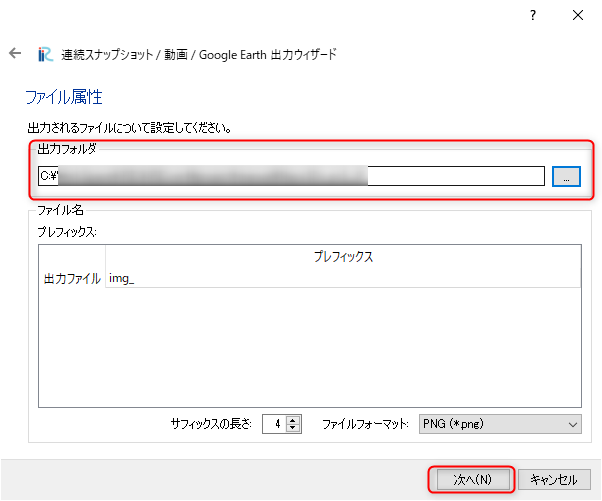 ?
連続スナップショット / 動画 / Google Earth 出力ウィザード
ファイル属性
出力されるファイルについて設定してください。
出力フォルダ
C:¥
...
ファイル名
プレフィックス:
プレフィックス
出力ファイル img_
サフィックスの長さ: 4 ファイルフォーマット: PNG (*.png)
次へ(N) キャンセル